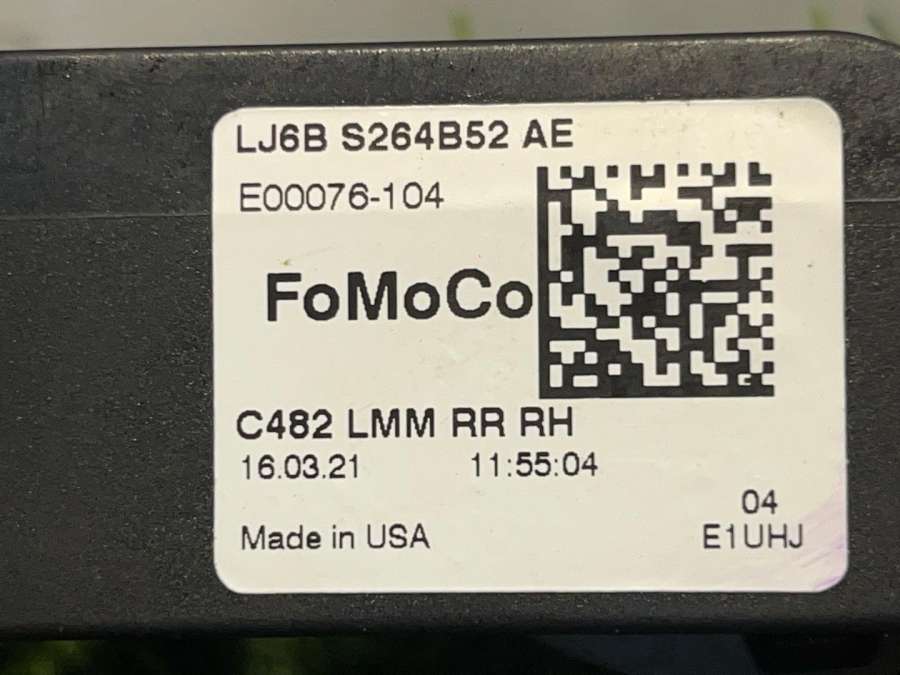 LJ6B S264B52 AE
E00076-104
FoMoCo
C482 LMM RR RH
16.03.21 11:55:04
04
Made in USA E1UHJ